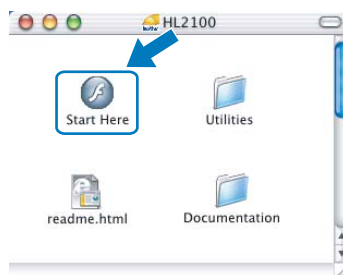 HL2100
Start Here
Utilities
readme.html
Documentation